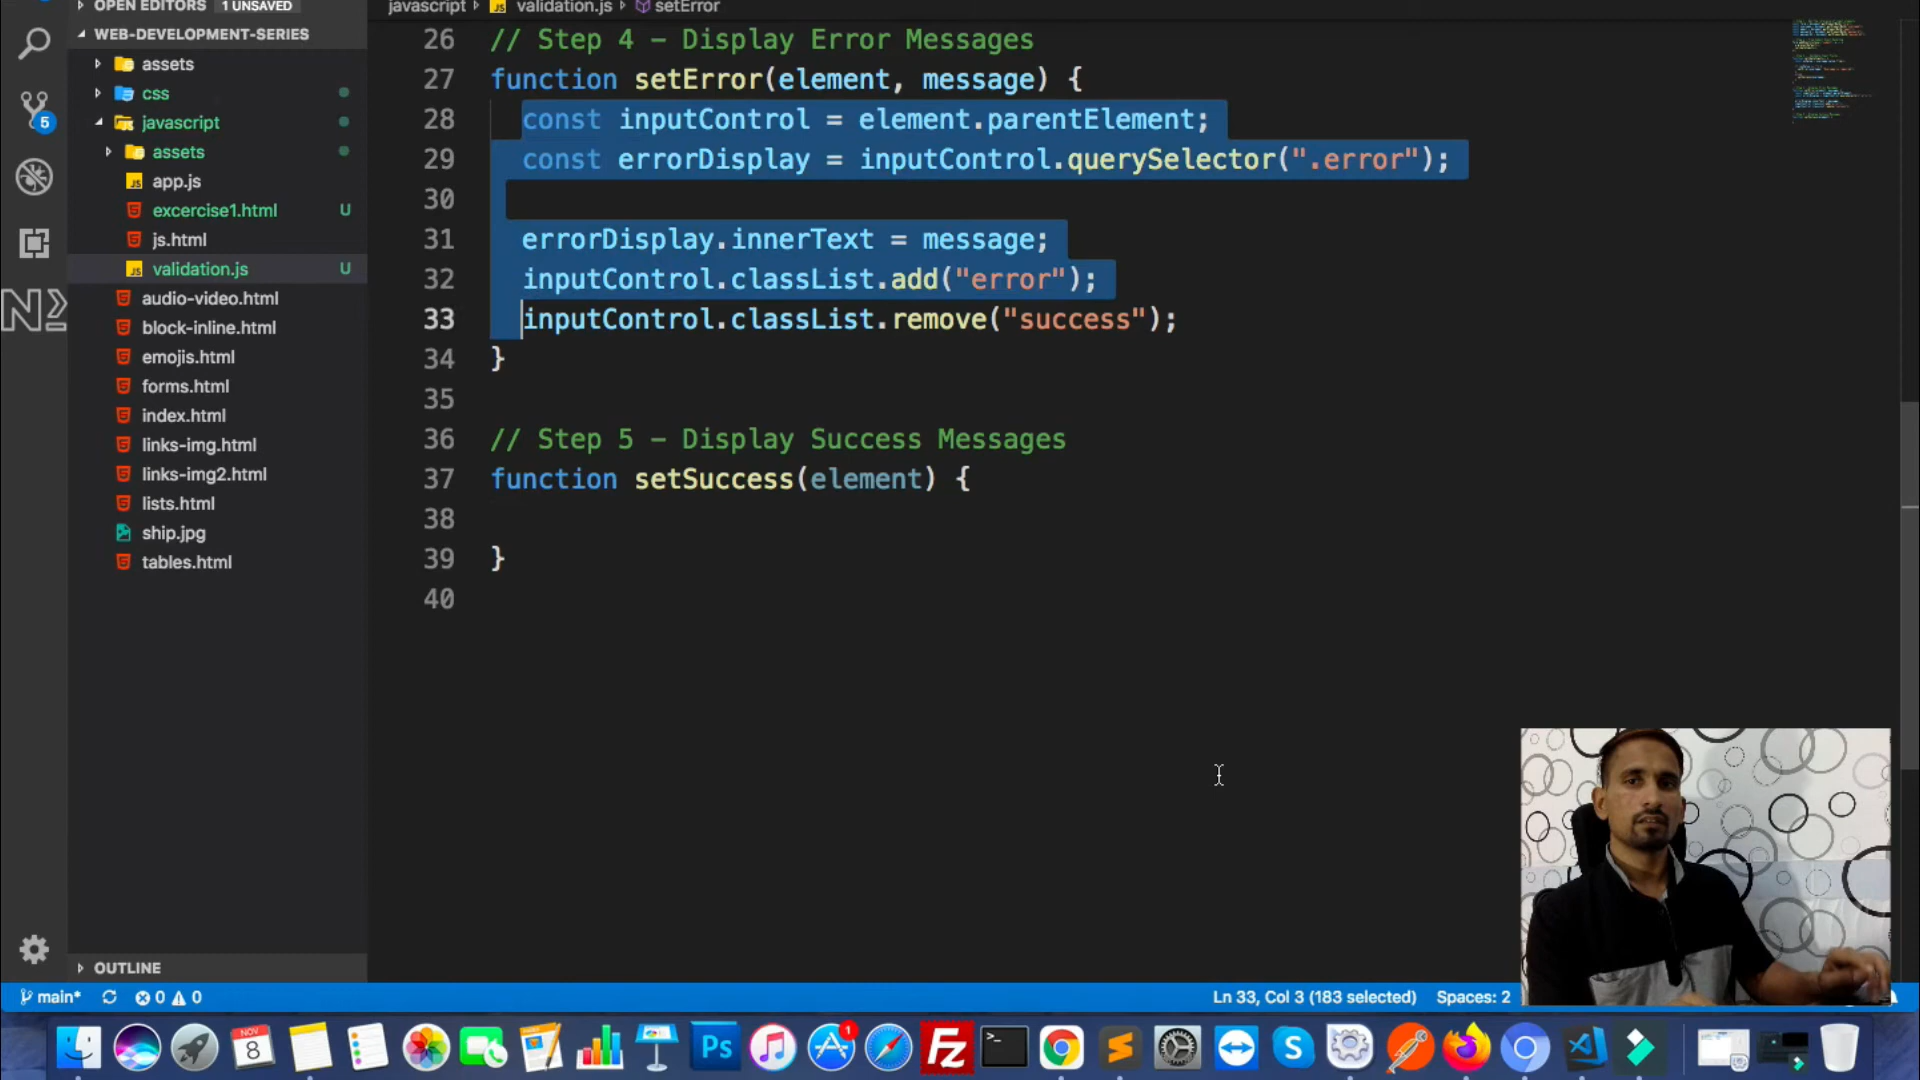 OPEN EDITORS 1 UNSAVED
WEB-DEVELOPMENT-SERIES
assets
css
javascript
assets
app.js
excercise1.html U
js.html
validation.js U
audio-video.html
block-inline.html
emojis.html
forms.html
index.html
links-img.html
links-img2.html
lists.html
ship.jpg
tables.html
OUTLINE
5
javascript validation.js setError
26 // Step 4 – Display Error Messages
27 function setError(element, message) {
28 const inputControl = element.parentElement;
29 const errorDisplay = inputControl.querySelector(".error");
30
31 errorDisplay.innerText = message;
32 inputControl.classList.add("error");
33 inputControl.classList.remove("success");
34 }
35
36 // Step 5 – Display Success Messages
37 function setSuccess(element) {
38
39 }
40
main* 0 0 Ln 33, Col 3 (183 selected) Spaces: 2
NOV 8 Ps 1 Fz >_ S